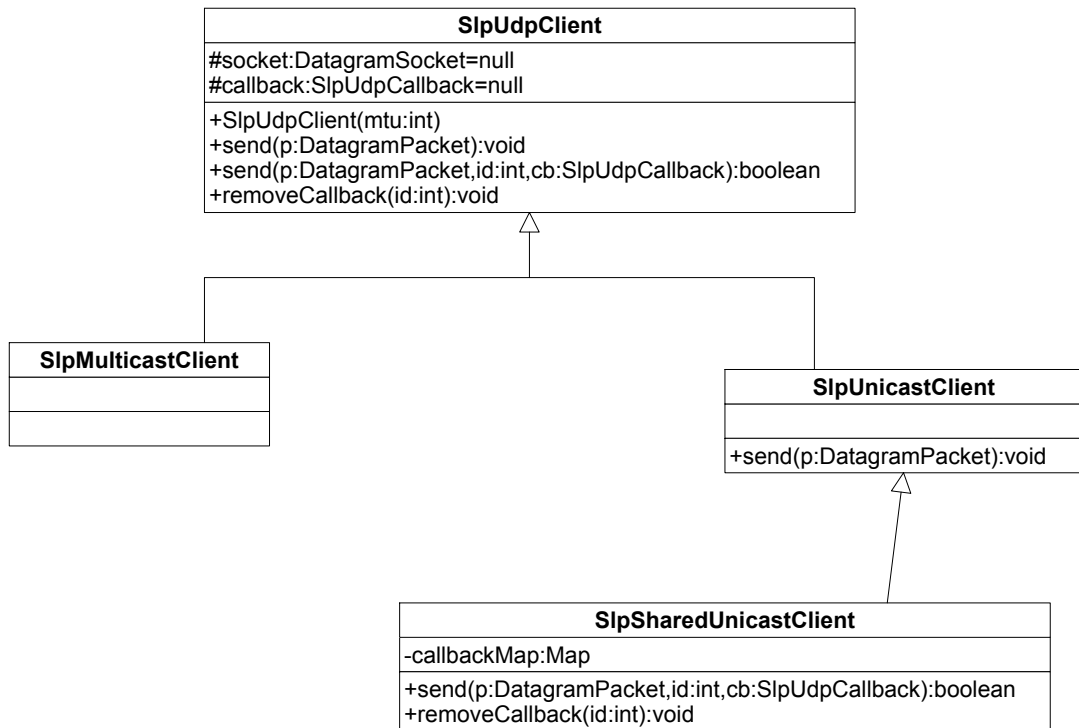 SlpUdpClient
#socket:DatagramSocket=null
#callback:SlpUdpCallback=null
+SlpUdpClient(mtu:int)
+send(p:DatagramPacket):void
+send(p:DatagramPacket,id:int,cb:SlpUdpCallback):boolean
+removeCallback(id:int):void
SlpMulticastClient
SlpUnicastClient
+send(p:DatagramPacket):void
SlpSharedUnicastClient
-callbackMap:Map
+send(p:DatagramPacket,id:int,cb:SlpUdpCallback):boolean
+removeCallback(id:int):void